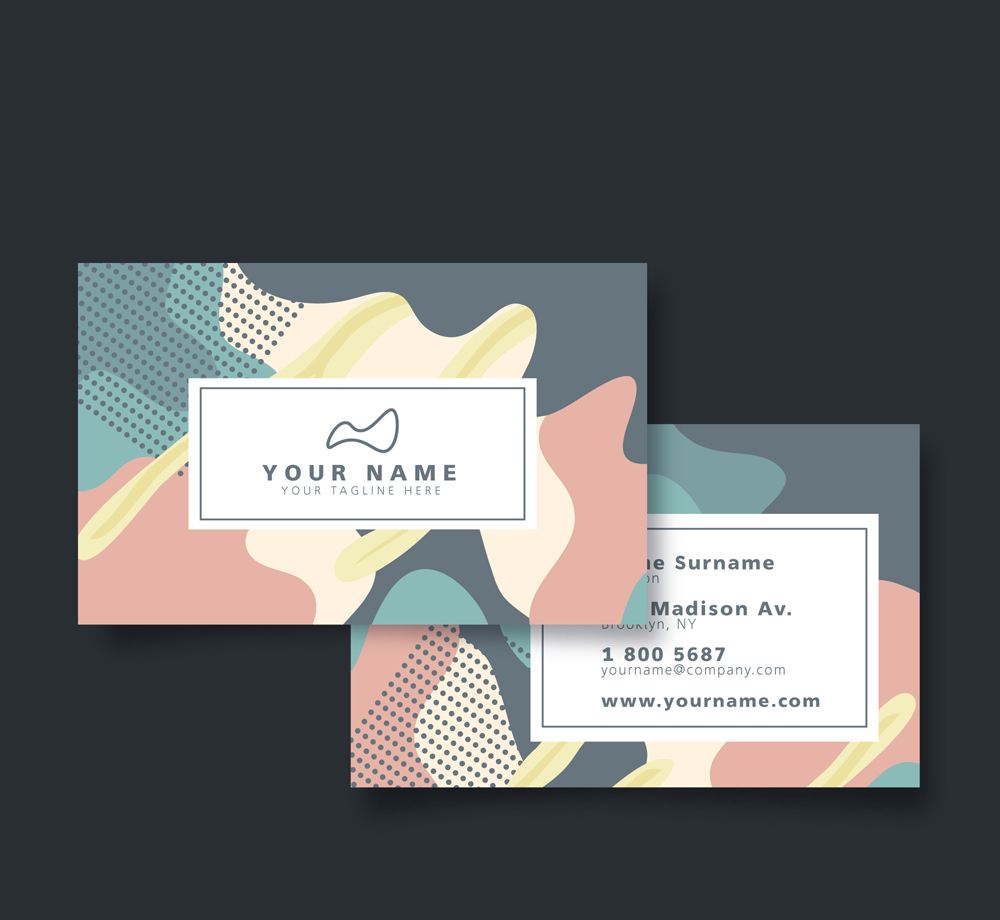 YOUR NAME
YOUR TAGLINE HERE
Surname
Madison Av.
Brooklyn, NY
1 800 5687
yourname@company.com
www.yourname.com